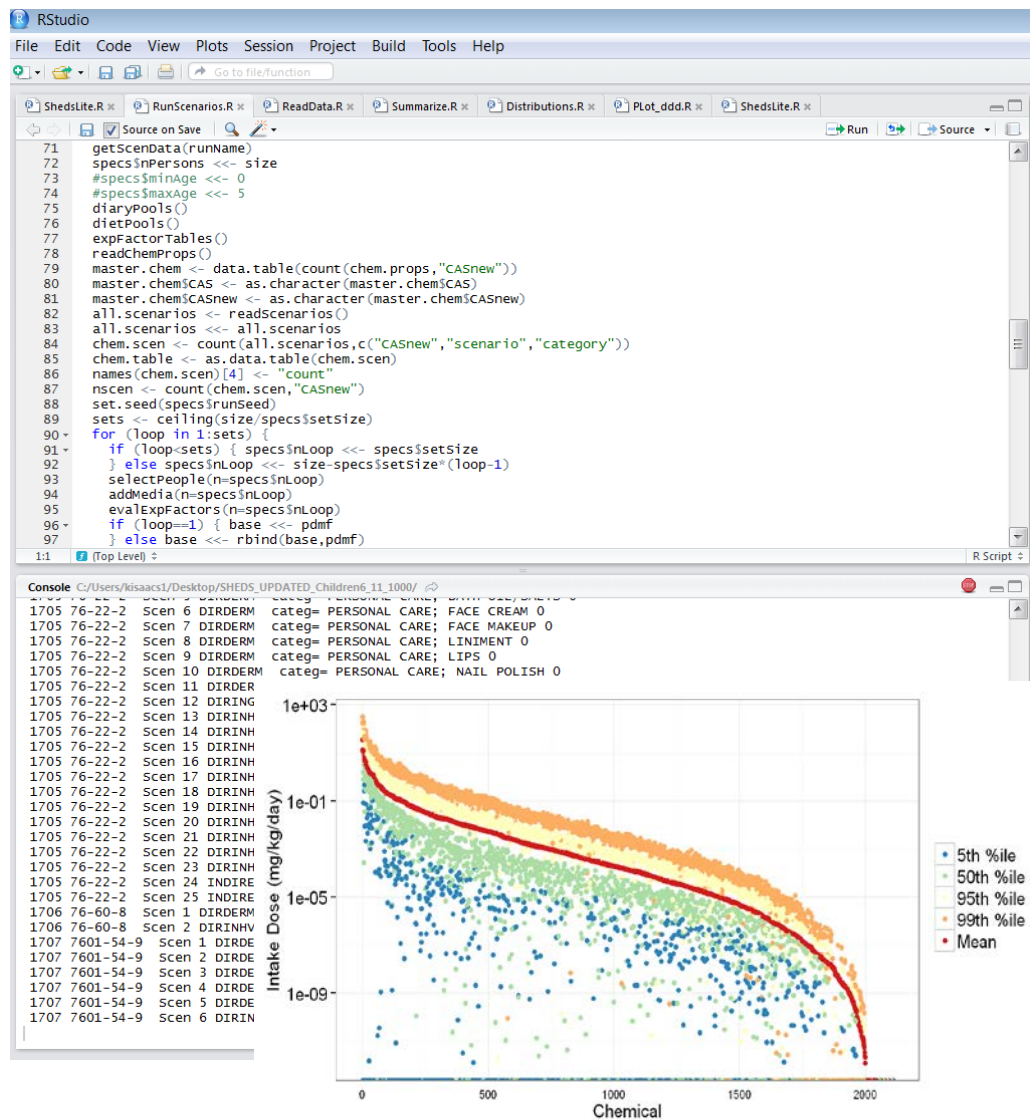 RStudio
File Edit Code View Plots Session Project Build Tools Help
Go to file/function
ShedsLite.R × RunScenarios.R × ReadData.R × Summarize.R × Distributions.R × PLot_ddd.R × ShedsLite.R ×
Source on Save Run Source
71 getScenData(runName)
72 specs$nPersons <<- size
73 #specs$minAge <<- 0
74 #specs$maxAge <<- 5
75 diaryPools()
76 dietPools()
77 expFactorTables()
78 readChemProps()
79 master.chem <- data.table(count(chem.props,"CASnew"))
80 master.chem$CAS <- as.character(master.chem$CAS)
81 master.chem$CASnew <- as.character(master.chem$CASnew)
82 all.scenarios <- readScenarios()
83 all.scenarios <<- all.scenarios
84 chem.scen <- count(all.scenarios,c("CASnew","scenario","category"))
85 chem.table <- as.data.table(chem.scen)
86 names(chem.scen)[4] <- "count"
87 nscen <- count(chem.scen,"CASnew")
88 set.seed(specs$runSeed)
89 sets <- ceiling(size/specs$setSize)
90 for (loop in 1:sets) {
91 if (loop<sets) { specs$nLoop <<- specs$setSize
92 } else specs$nLoop <<- size-specs$setSize*(loop-1)
93 selectPeople(n=specs$nLoop)
94 addMedia(n=specs$nLoop)
95 evalExpFactors(n=specs$nLoop)
96 if (loop==1) { base <<- pdmf
97 } else base <<- rbind(base,pdmf)
1:1 (Top Level) R Script
Console C:/Users/kisaacs1/Desktop/SHEDS_UPDATED_Children6_11_1000/
1705 76-22-2 Scen 5 DIRDERM categ= PERSONAL CARE; BATH OIL/SALTS 0
1705 76-22-2 Scen 6 DIRDERM categ= PERSONAL CARE; FACE CREAM 0
1705 76-22-2 Scen 7 DIRDERM categ= PERSONAL CARE; FACE MAKEUP 0
1705 76-22-2 Scen 8 DIRDERM categ= PERSONAL CARE; LINIMENT 0
1705 76-22-2 Scen 9 DIRDERM categ= PERSONAL CARE; LIPS 0
1705 76-22-2 Scen 10 DIRDERM categ= PERSONAL CARE; NAIL POLISH 0
1705 76-22-2 Scen 11 DIRDER
1705 76-22-2 Scen 12 DIRING
1705 76-22-2 Scen 13 DIRINH
1705 76-22-2 Scen 14 DIRINH
1705 76-22-2 Scen 15 DIRINH
1705 76-22-2 Scen 16 DIRINH
1705 76-22-2 Scen 17 DIRINH
1705 76-22-2 Scen 18 DIRINH
1705 76-22-2 Scen 19 DIRINH
1705 76-22-2 Scen 20 DIRINH
1705 76-22-2 Scen 21 DIRINH
1705 76-22-2 Scen 22 DIRINH
1705 76-22-2 Scen 23 DIRINH
1705 76-22-2 Scen 24 INDIRE
1705 76-22-2 Scen 25 INDIRE
1706 76-60-8 Scen 1 DIRDERM
1706 76-60-8 Scen 2 DIRINHV
1707 7601-54-9 Scen 1 DIRDE
1707 7601-54-9 Scen 2 DIRDE
1707 7601-54-9 Scen 3 DIRDE
1707 7601-54-9 Scen 4 DIRDE
1707 7601-54-9 Scen 5 DIRDE
1707 7601-54-9 Scen 6 DIRIN
Intake Dose (mg/kg/day)
1e+03
1e-01
1e-05
1e-09
0 500 1000 1500 2000
Chemical
5th %ile
50th %ile
95th %ile
99th %ile
Mean